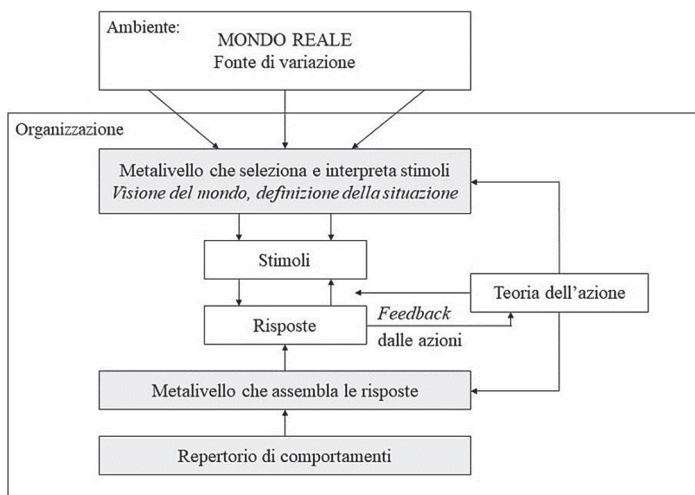 Ambiente:
MONDO REALE
Fonte di variazione
Organizzazione
Metalivello che seleziona e interpreta stimoli
Visione del mondo, definizione della situazione
Stimoli
Teoria dell’azione
Risposte
Feedback
dalle azioni
Metalivello che assembla le risposte
Repertorio di comportamenti